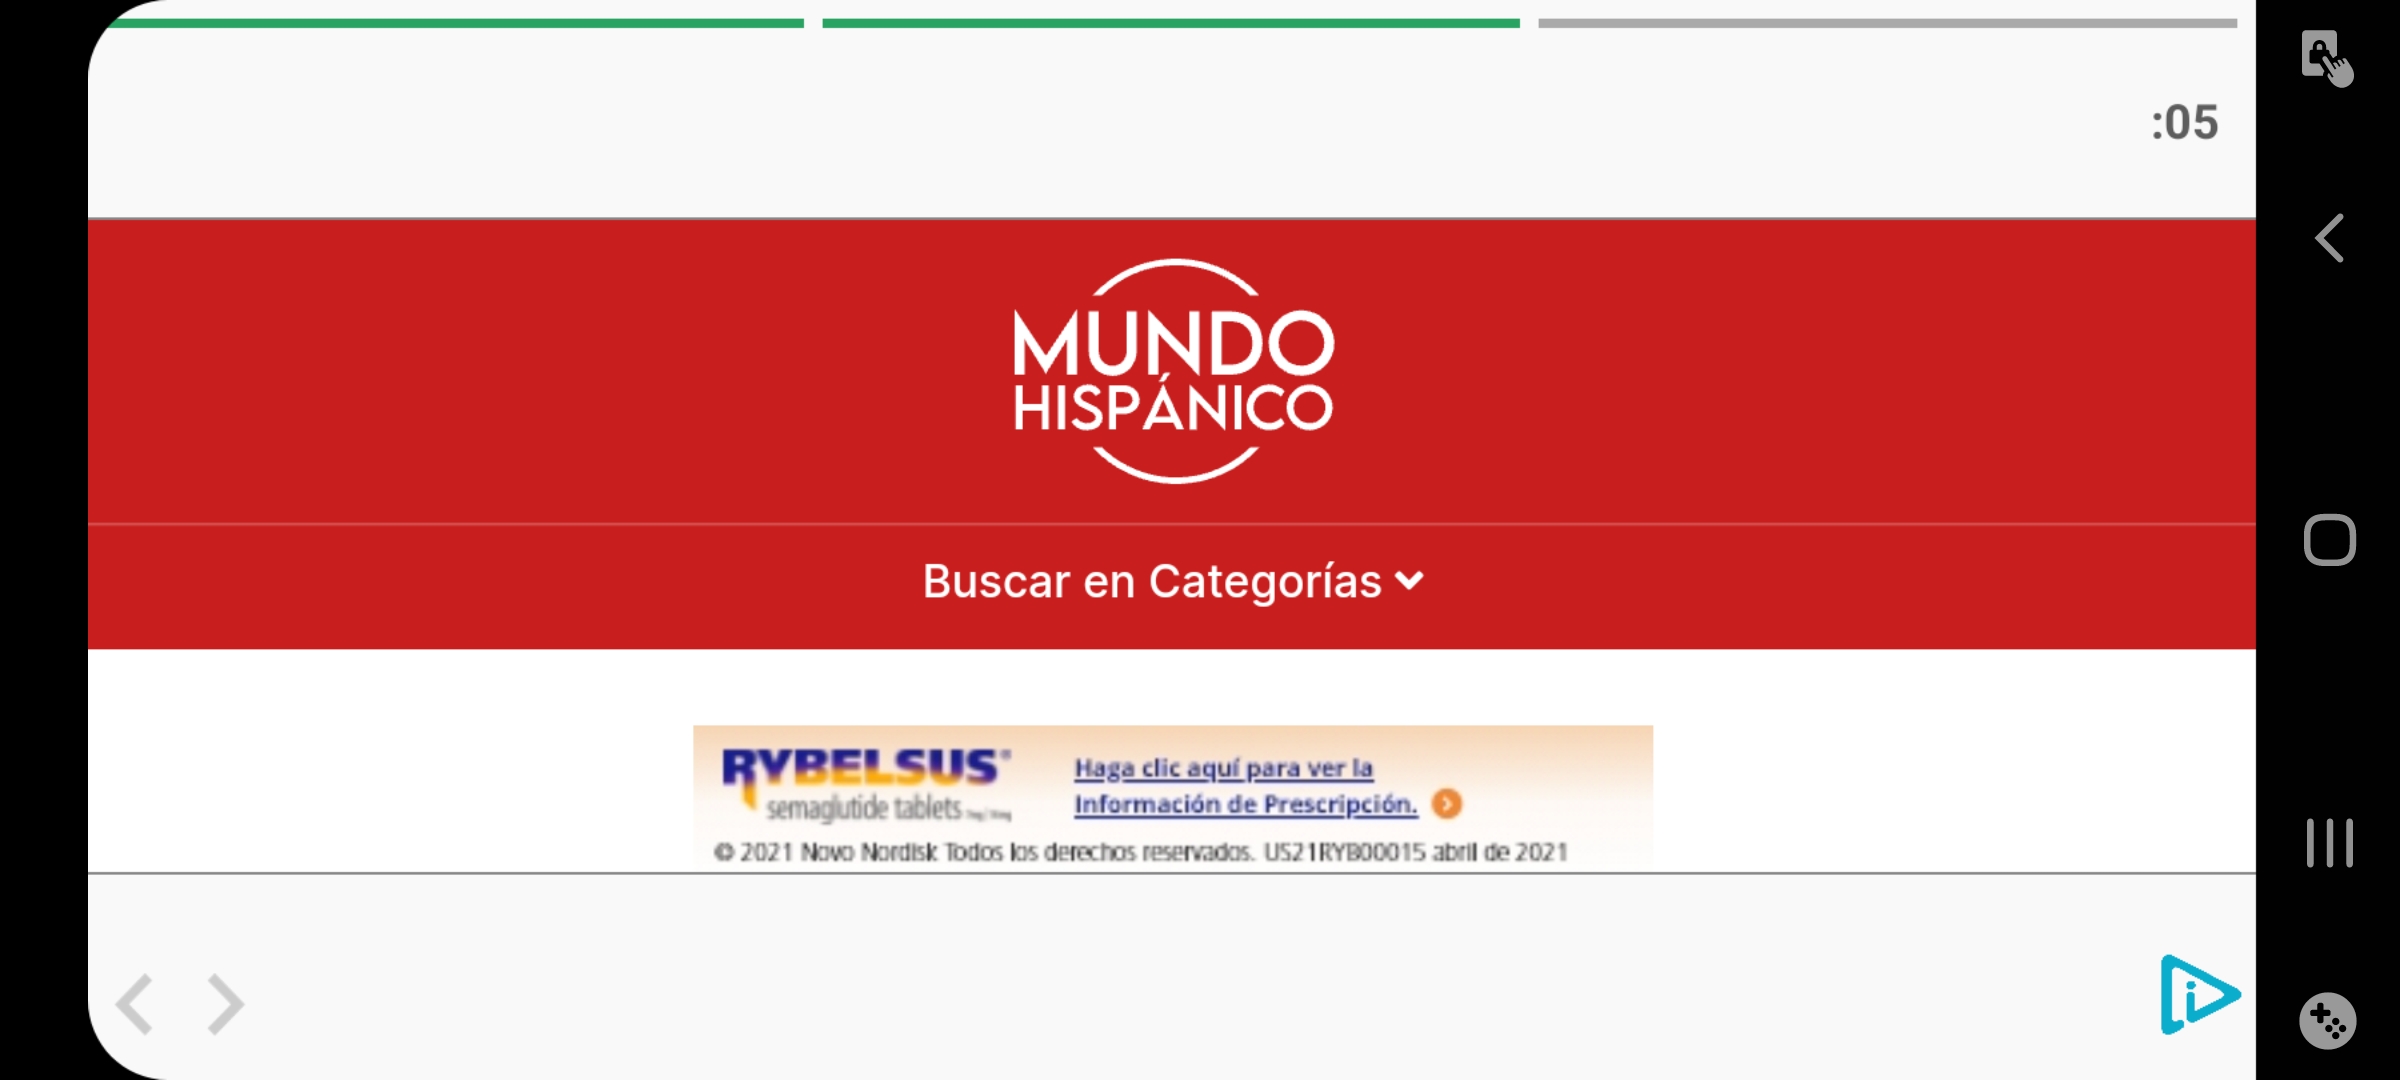 :05
MUNDO
HISPÁNICO
Buscar en Categorías
RYBELSUS®
semaglutide tablets
Haga clic aquí para ver la
Información de Prescripción.
© 2021 Novo Nordisk Todos los derechos reservados. US21RYB00015 abril de 2021